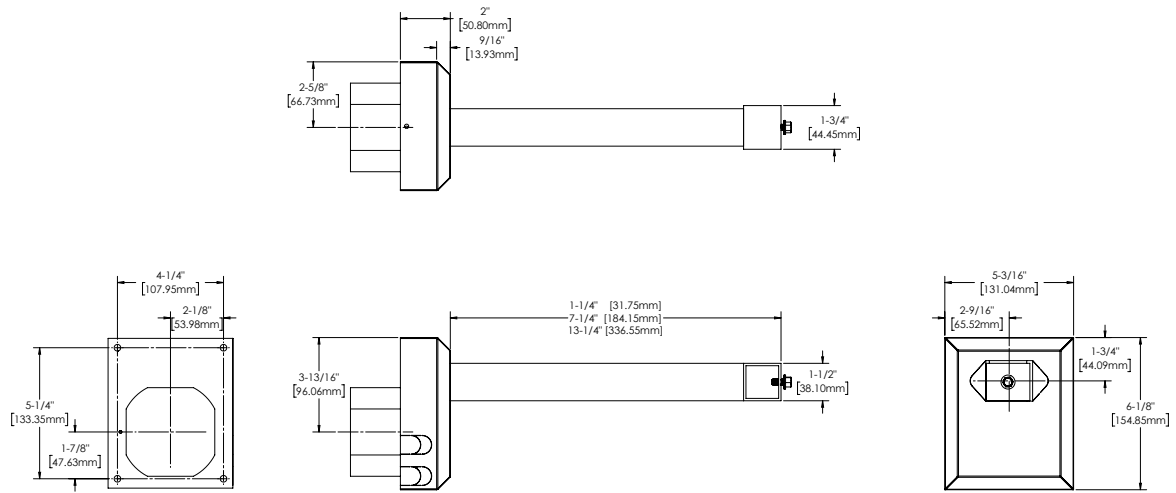 2"
[50.80mm]
9/16"
[13.93mm]
2-5/8"
[66.73mm]
1-3/4"
[44.45mm]
4-1/4"
[107.95mm]
2-1/8"
[53.98mm]
5-1/4"
[133.35mm]
1-7/8"
[47.63mm]
1-1/4" [31.75mm]
7-1/4" [184.15mm]
13-1/4" [336.55mm]
3-13/16"
[96.06mm]
1-1/2"
[38.10mm]
5-3/16"
[131.04mm]
2-9/16"
[65.52mm]
1-3/4"
[44.09mm]
6-1/8"
[154.85mm]